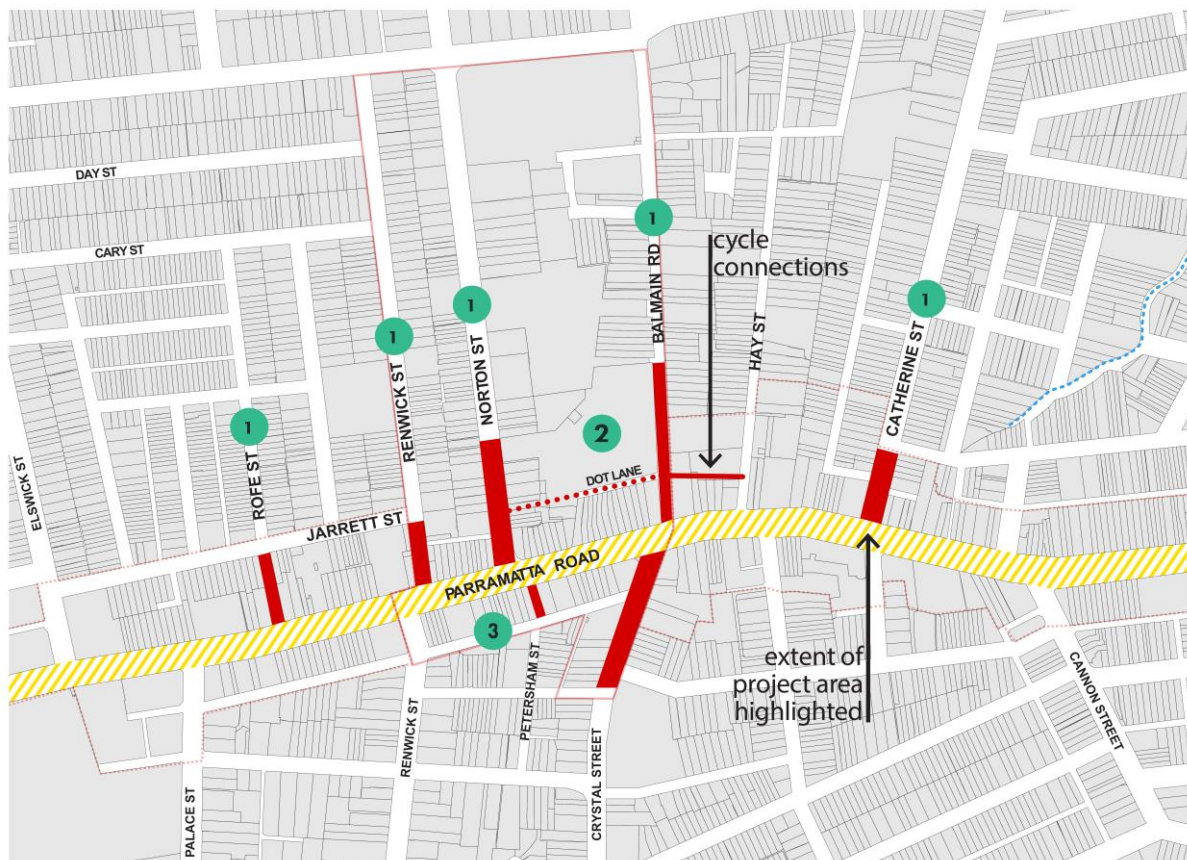 DAY ST
CARY ST
1
BALMAIN RD
cycle
connections
HAY ST
1
CATHERINE ST
1
NORTON ST
1
RENWICK ST
1
ROFE ST
ELSWICK ST
2
DOT LANE
JARRETT ST
PARRAMATTA ROAD
3
PETERSHAM ST
extent of
project area
highlighted
RENWICK ST
CRYSTAL STREET
PALACE ST
CANNON STREET